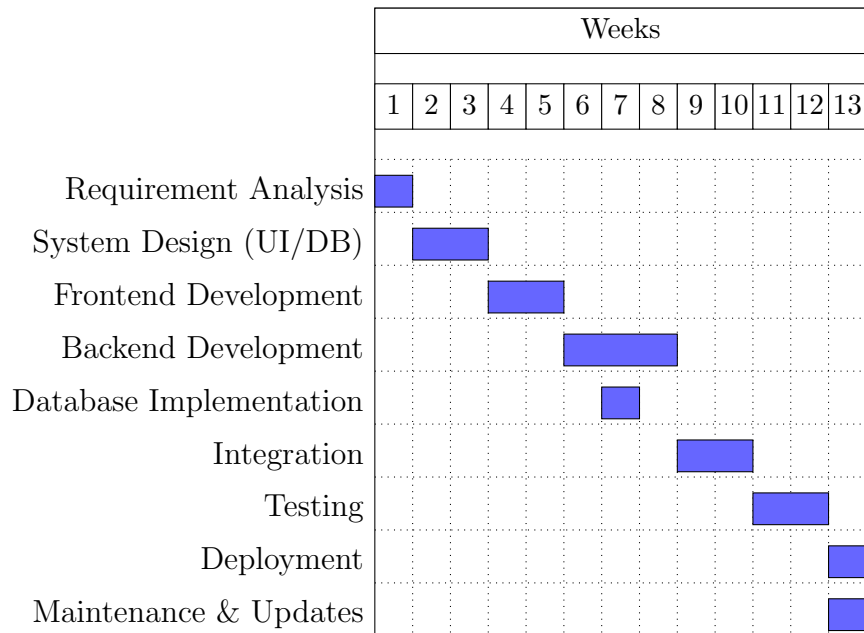 Weeks
1 2 3 4 5 6 7 8 9 10 11 12 13
Requirement Analysis
System Design (UI/DB)
Frontend Development
Backend Development
Database Implementation
Integration
Testing
Deployment
Maintenance & Updates